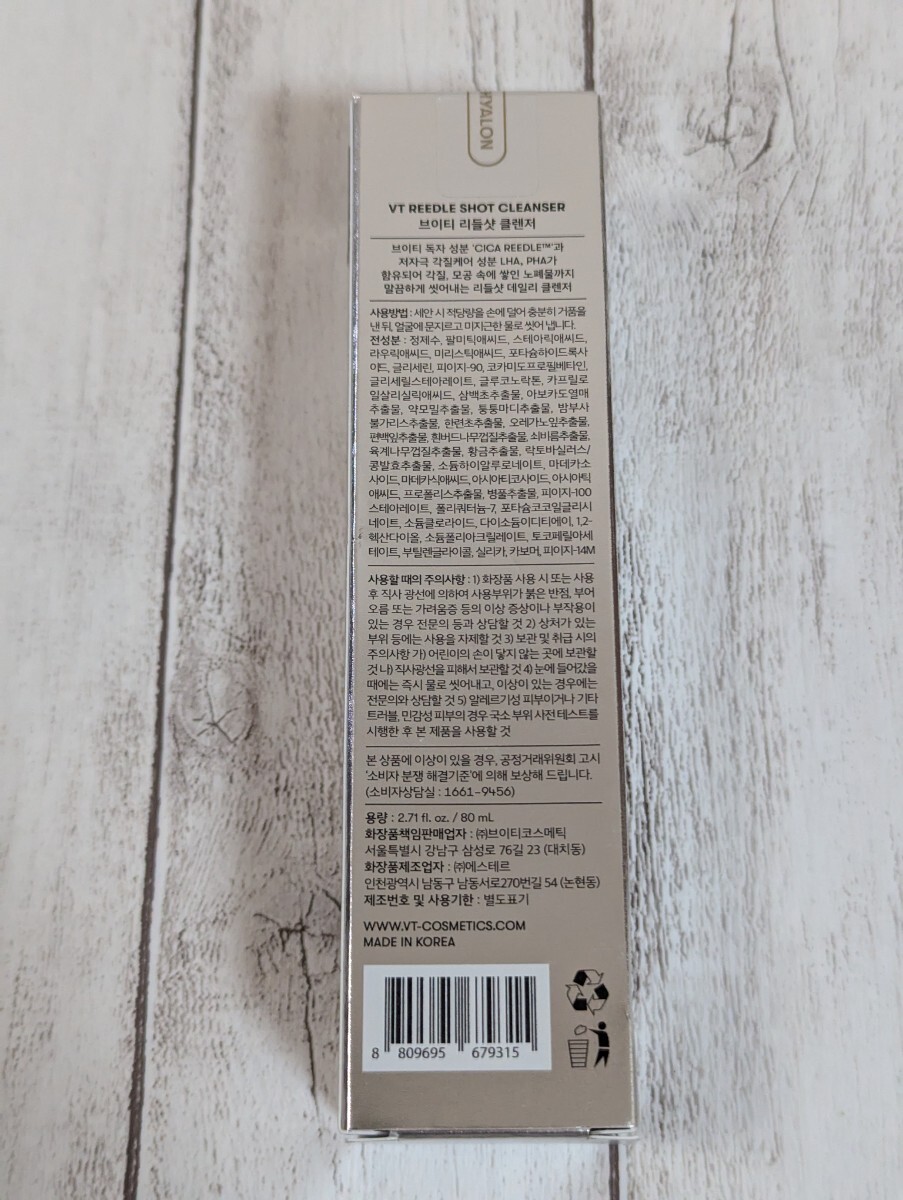 HYALON
VT REEDLE SHOT CLEANSER
브이티 리들샷 클렌저
브이티 독자 성분 'CICA REEDLE™'과
저자극 각질케어 성분 LHA, PHA가
함유되어 각질, 모공 속에 쌓인 노폐물까지
말끔하게 씻어내는 리들샷 데일리 클렌저
사용방법 : 세안 시 적당량을 손에 덜어 충분히 거품을
낸 뒤, 얼굴에 문지르고 미지근한 물로 씻어 냅니다.
전성분 : 정제수, 팔미틱애씨드, 스테아릭애씨드,
라우릭애씨드, 미리스틱애씨드, 포타슘하이드록사
이드, 글리세린, 피이지-90, 코카미도프로필베타인,
글리세릴스테아레이트, 글루코노락톤, 카프릴로
일살리실릭애씨드, 삼백초추출물, 아보카도열매
추출물, 약모밀추출물, 퉁퉁마디추출물, 밤부사
불가리스추출물, 한련초추출물, 오레가노잎추출물,
편백잎추출물, 흰버드나무껍질추출물, 쇠비름추출물,
육계나무껍질추출물, 황금추출물, 락토바실러스/
콩발효추출물, 소듐하이알루로네이트, 마데카소
사이드, 마데카식애씨드, 아시아티코사이드, 아시아틱
애씨드, 프로폴리스추출물, 병풀추출물, 피이지-100
스테아레이트, 폴리쿼터늄-7, 포타슘코코일글리시
네이트, 소듐클로라이드, 다이소듐이디티에이, 1,2-
헥산다이올, 소듐폴리아크릴레이트, 토코페릴아세
테이트, 부틸렌글라이콜, 실리카, 카보머, 피이지-14M
사용할 때의 주의사항 : 1) 화장품 사용 시 또는 사용
후 직사 광선에 의하여 사용부위가 붉은 반점, 부어
오름 또는 가려움증 등의 이상 증상이나 부작용이
있는 경우 전문의 등과 상담할 것 2) 상처가 있는
부위 등에는 사용을 자제할 것 3) 보관 및 취급 시의
주의사항 가) 어린이의 손이 닿지 않는 곳에 보관할
것 나) 직사광선을 피해서 보관할 것 4) 눈에 들어갔을
때에는 즉시 물로 씻어내고, 이상이 있는 경우에는
전문의와 상담할 것 5) 알레르기성 피부이거나 기타
트러블, 민감성 피부의 경우 국소 부위 사전 테스트를
시행한 후 본 제품을 사용할 것
본 상품에 이상이 있을 경우, 공정거래위원회 고시
'소비자 분쟁 해결기준'에 의해 보상해 드립니다.
(소비자상담실 : 1661-9456)
용량 : 2.71 fl. oz. / 80 mL
화장품책임판매업자 : ㈜브이티코스메틱
서울특별시 강남구 삼성로 76길 23 (대치동)
화장품제조업자 : ㈜에스테르
인천광역시 남동구 남동서로270번길 54 (논현동)
제조번호 및 사용기한 : 별도표기
WWW.VT-COSMETICS.COM
MADE IN KOREA
8 809695 679315